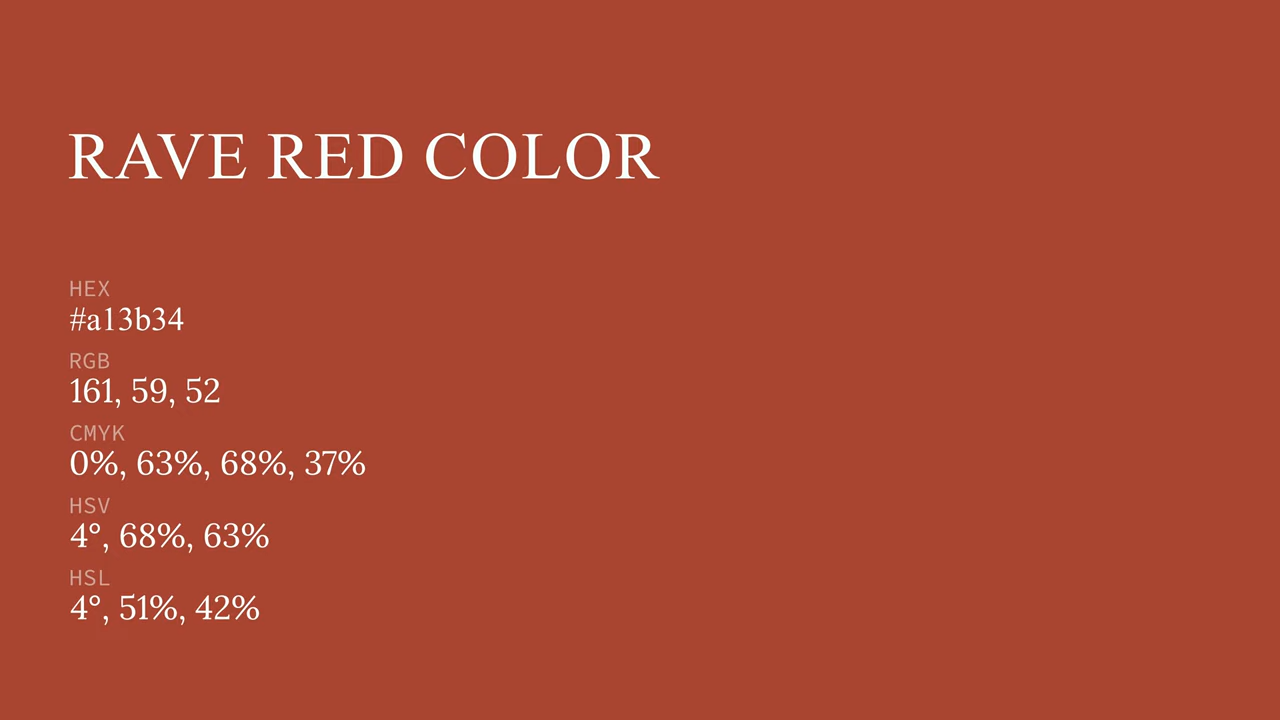 RAVE RED COLOR
HEX
#a13b34
RGB
161, 59, 52
CMYK
0%, 63%, 68%, 37%
HSV
4°, 68%, 63%
HSL
4°, 51%, 42%